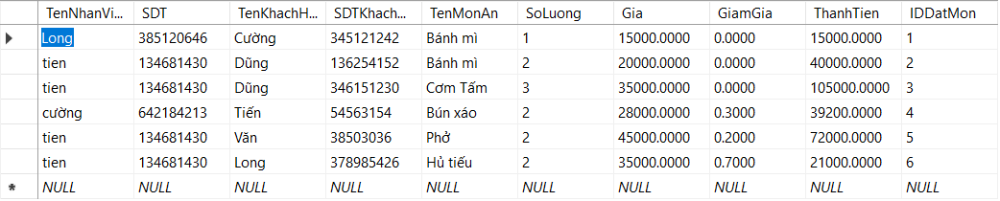 TenNhanVi... SDT TenKhachH... SDTKhach... TenMonAn SoLuong Gia GiamGia ThanhTien IDDatMon
Long 385120646 Cường 345121242 Bánh mì 1 15000.0000 0.0000 15000.0000 1
tien 134681430 Dũng 136254152 Bánh mì 2 20000.0000 0.0000 40000.0000 2
tien 134681430 Dũng 346151230 Cơm Tấm 3 35000.0000 0.0000 105000.0000 3
cường 642184213 Tiến 54563154 Bún xáo 2 28000.0000 0.3000 39200.0000 4
tien 134681430 Văn 38503036 Phở 2 45000.0000 0.2000 72000.0000 5
tien 134681430 Long 378985426 Hủ tiếu 2 35000.0000 0.7000 21000.0000 6
NULL NULL NULL NULL NULL NULL NULL NULL NULL NULL